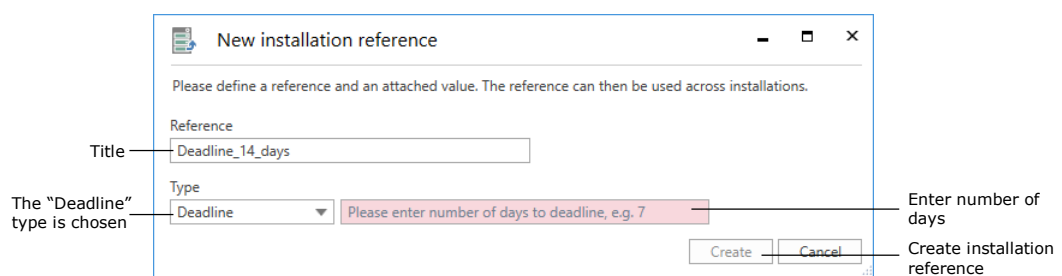 New installation reference
Please define a reference and an attached value. The reference can then be used across installations.
Reference
Title
Deadline_14_days
Type
The “Deadline”
type is chosen
Deadline
Please enter number of days to deadline, e.g. 7
Enter number of
days
Create
Cancel
Create installation
reference